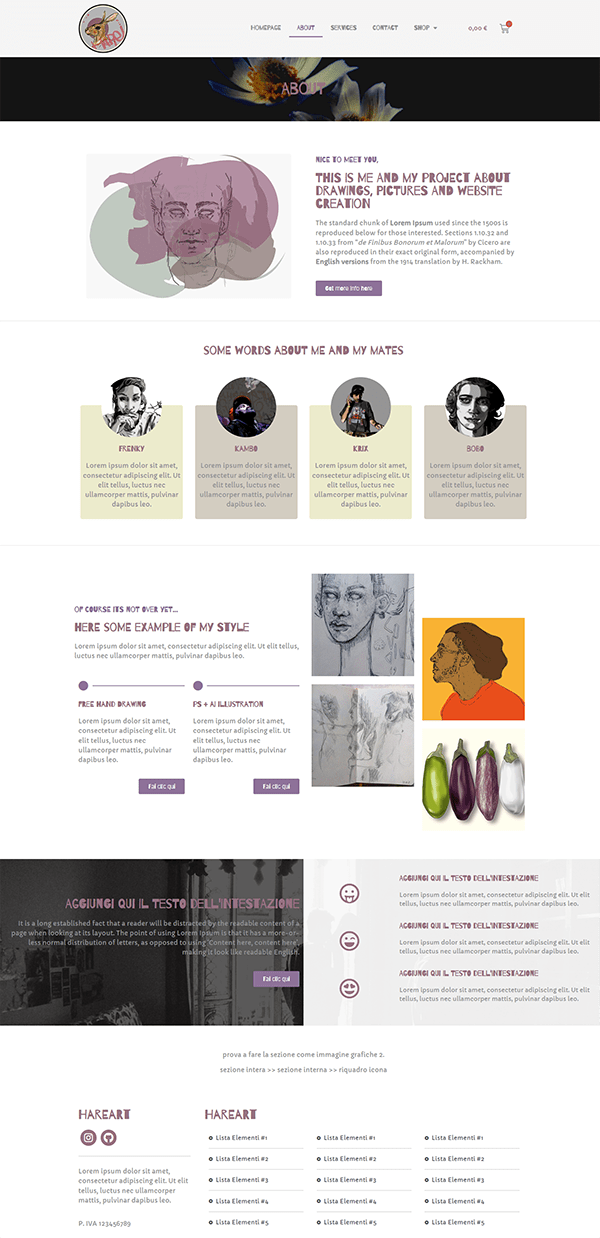 HOMEPAGE ABOUT SERVICES CONTACT SHOP 0,00 €
ABOUT
NICE TO MEET YOU,
THIS IS ME AND MY PROJECT ABOUT
DRAWINGS, PICTURES AND WEBSITE
CREATION
The standard chunk of Lorem Ipsum used since the 1500s is
reproduced below for those interested. Sections 1.10.32 and
1.10.33 from "de Finibus Bonorum et Malorum" by Cicero are
also reproduced in their exact original form, accompanied by
English versions from the 1914 translation by H. Rackham.
Get more info here
SOME WORDS ABOUT ME AND MY MATES
FRENKY
Lorem ipsum dolor sit amet,
consectetur adipiscing elit. Ut
elit tellus, luctus nec
ullamcorper mattis, pulvinar
dapibus leo.
KAMBO
Lorem ipsum dolor sit amet,
consectetur adipiscing elit. Ut
elit tellus, luctus nec
ullamcorper mattis, pulvinar
dapibus leo.
KRIX
Lorem ipsum dolor sit amet,
consectetur adipiscing elit. Ut
elit tellus, luctus nec
ullamcorper mattis, pulvinar
dapibus leo.
BOBO
Lorem ipsum dolor sit amet,
consectetur adipiscing elit. Ut
elit tellus, luctus nec
ullamcorper mattis, pulvinar
dapibus leo.
OF COURSE ITS NOT OVER YET...
HERE SOME EXAMPLE OF MY STYLE
Lorem ipsum dolor sit amet, consectetur adipiscing elit. Ut elit tellus,
luctus nec ullamcorper mattis, pulvinar dapibus leo.
FREE HAND DRAWING
Lorem ipsum dolor sit amet,
consectetur adipiscing elit. Ut
elit tellus, luctus nec
ullamcorper mattis, pulvinar
dapibus leo.
Fai clic qui
PS + AI ILLUSTRATION
Lorem ipsum dolor sit amet,
consectetur adipiscing elit. Ut
elit tellus, luctus nec
ullamcorper mattis, pulvinar
dapibus leo.
Fai clic qui
AGGIUNGI QUI IL TESTO DELL'INTESTAZIONE
It is a long established fact that a reader will be distracted by the readable content of a
page when looking at its layout. The point of using Lorem Ipsum is that it has a more-or-
less normal distribution of letters, as opposed to using 'Content here, content here',
making it look like readable English.
Fai clic qui
AGGIUNGI QUI IL TESTO DELL'INTESTAZIONE
Lorem ipsum dolor sit amet, consectetur adipiscing elit. Ut elit
tellus, luctus nec ullamcorper mattis, pulvinar dapibus leo.
AGGIUNGI QUI IL TESTO DELL'INTESTAZIONE
Lorem ipsum dolor sit amet, consectetur adipiscing elit. Ut elit
tellus, luctus nec ullamcorper mattis, pulvinar dapibus leo.
AGGIUNGI QUI IL TESTO DELL'INTESTAZIONE
Lorem ipsum dolor sit amet, consectetur adipiscing elit. Ut elit
tellus, luctus nec ullamcorper mattis, pulvinar dapibus leo.
prova a fare la sezione come immagine grafiche 2.
sezione intera >> sezione interna >> riquadro icona
HAREART
Lorem ipsum dolor sit amet,
consectetur adipiscing elit. Ut elit
tellus, luctus nec ullamcorper
mattis, pulvinar dapibus leo.
P. IVA 123456789
HAREART
Lista Elementi #1
Lista Elementi #2
Lista Elementi #3
Lista Elementi #4
Lista Elementi #5
Lista Elementi #1
Lista Elementi #2
Lista Elementi #3
Lista Elementi #4
Lista Elementi #5
Lista Elementi #1
Lista Elementi #2
Lista Elementi #3
Lista Elementi #4
Lista Elementi #5